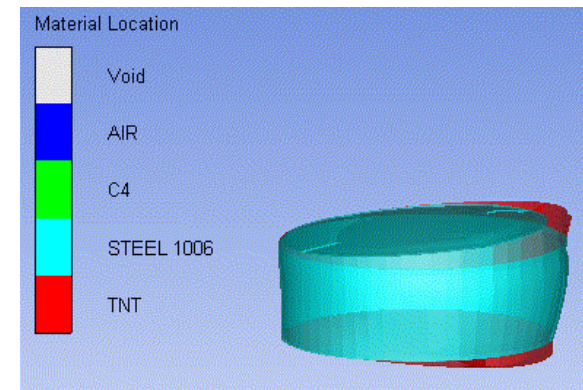 Material Location
Void
AIR
C4
STEEL 1006
TNT